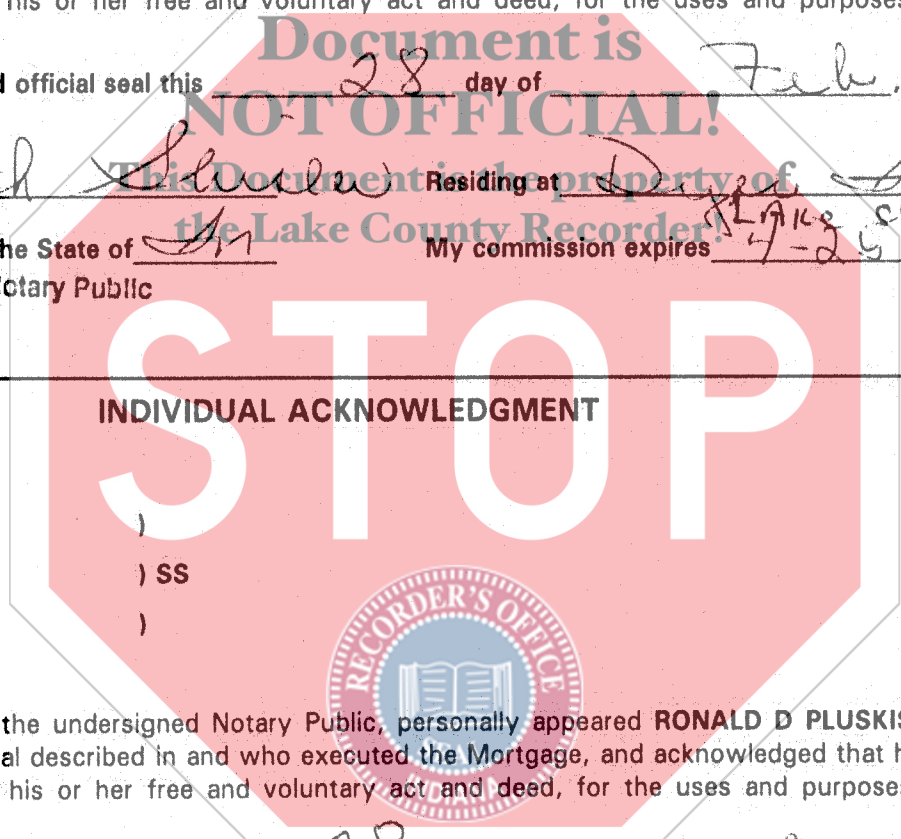 his or her free and voluntary act and deed, for the uses and purposes
Document is
official seal this 28 day of Feb.
NOT OFFICIAL!
Residing at
This Document is the property of
the Lake County Recorder!
he State of In My commission expires
otary Public
STOP
INDIVIDUAL ACKNOWLEDGMENT
)
) SS
)
RECORDER'S OFFICE
the undersigned Notary Public, personally appeared RONALD D PLUSKIS
al described in and who executed the Mortgage, and acknowledged that h
his or her free and voluntary act and deed, for the uses and purposes